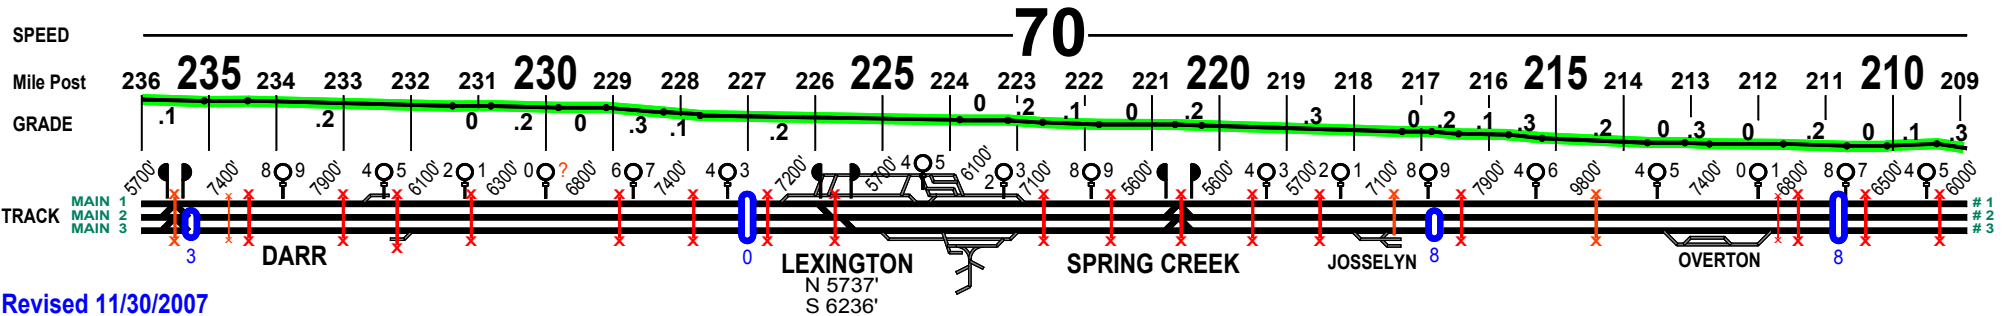 SPEED 70
Mile Post 236 235 234 233 232 231 230 229 228 227 226 225 224 223 222 221 220 219 218 217 216 215 214 213 212 211 210 209
GRADE .1 .2 0 .2 0 .3 .1 .2 0 .2 .1 0 .2 .3 0 .2 .1 .3 .2 0 .3 0 .2 0 .1 .3
5700' 7400' 8 9 7900' 4 5 6100' 2 1 6300' 0 ? 6800' 6 7 7400' 4 3 7200' 5700' 4 5 6100' 2 3 7100' 8 9 5600' 5600' 4 3 5700' 2 1 7100' 8 9 7900' 4 6 9800' 4 5 7400' 0 1 6800' 8 7 6500' 4 5 6000'
TRACK
MAIN 1 # 1
MAIN 2 # 2
MAIN 3 # 3
3 DARR 0 LEXINGTON SPRING CREEK JOSSELYN 8 OVERTON 8
N 5737'
S 6236'
Revised 11/30/2007